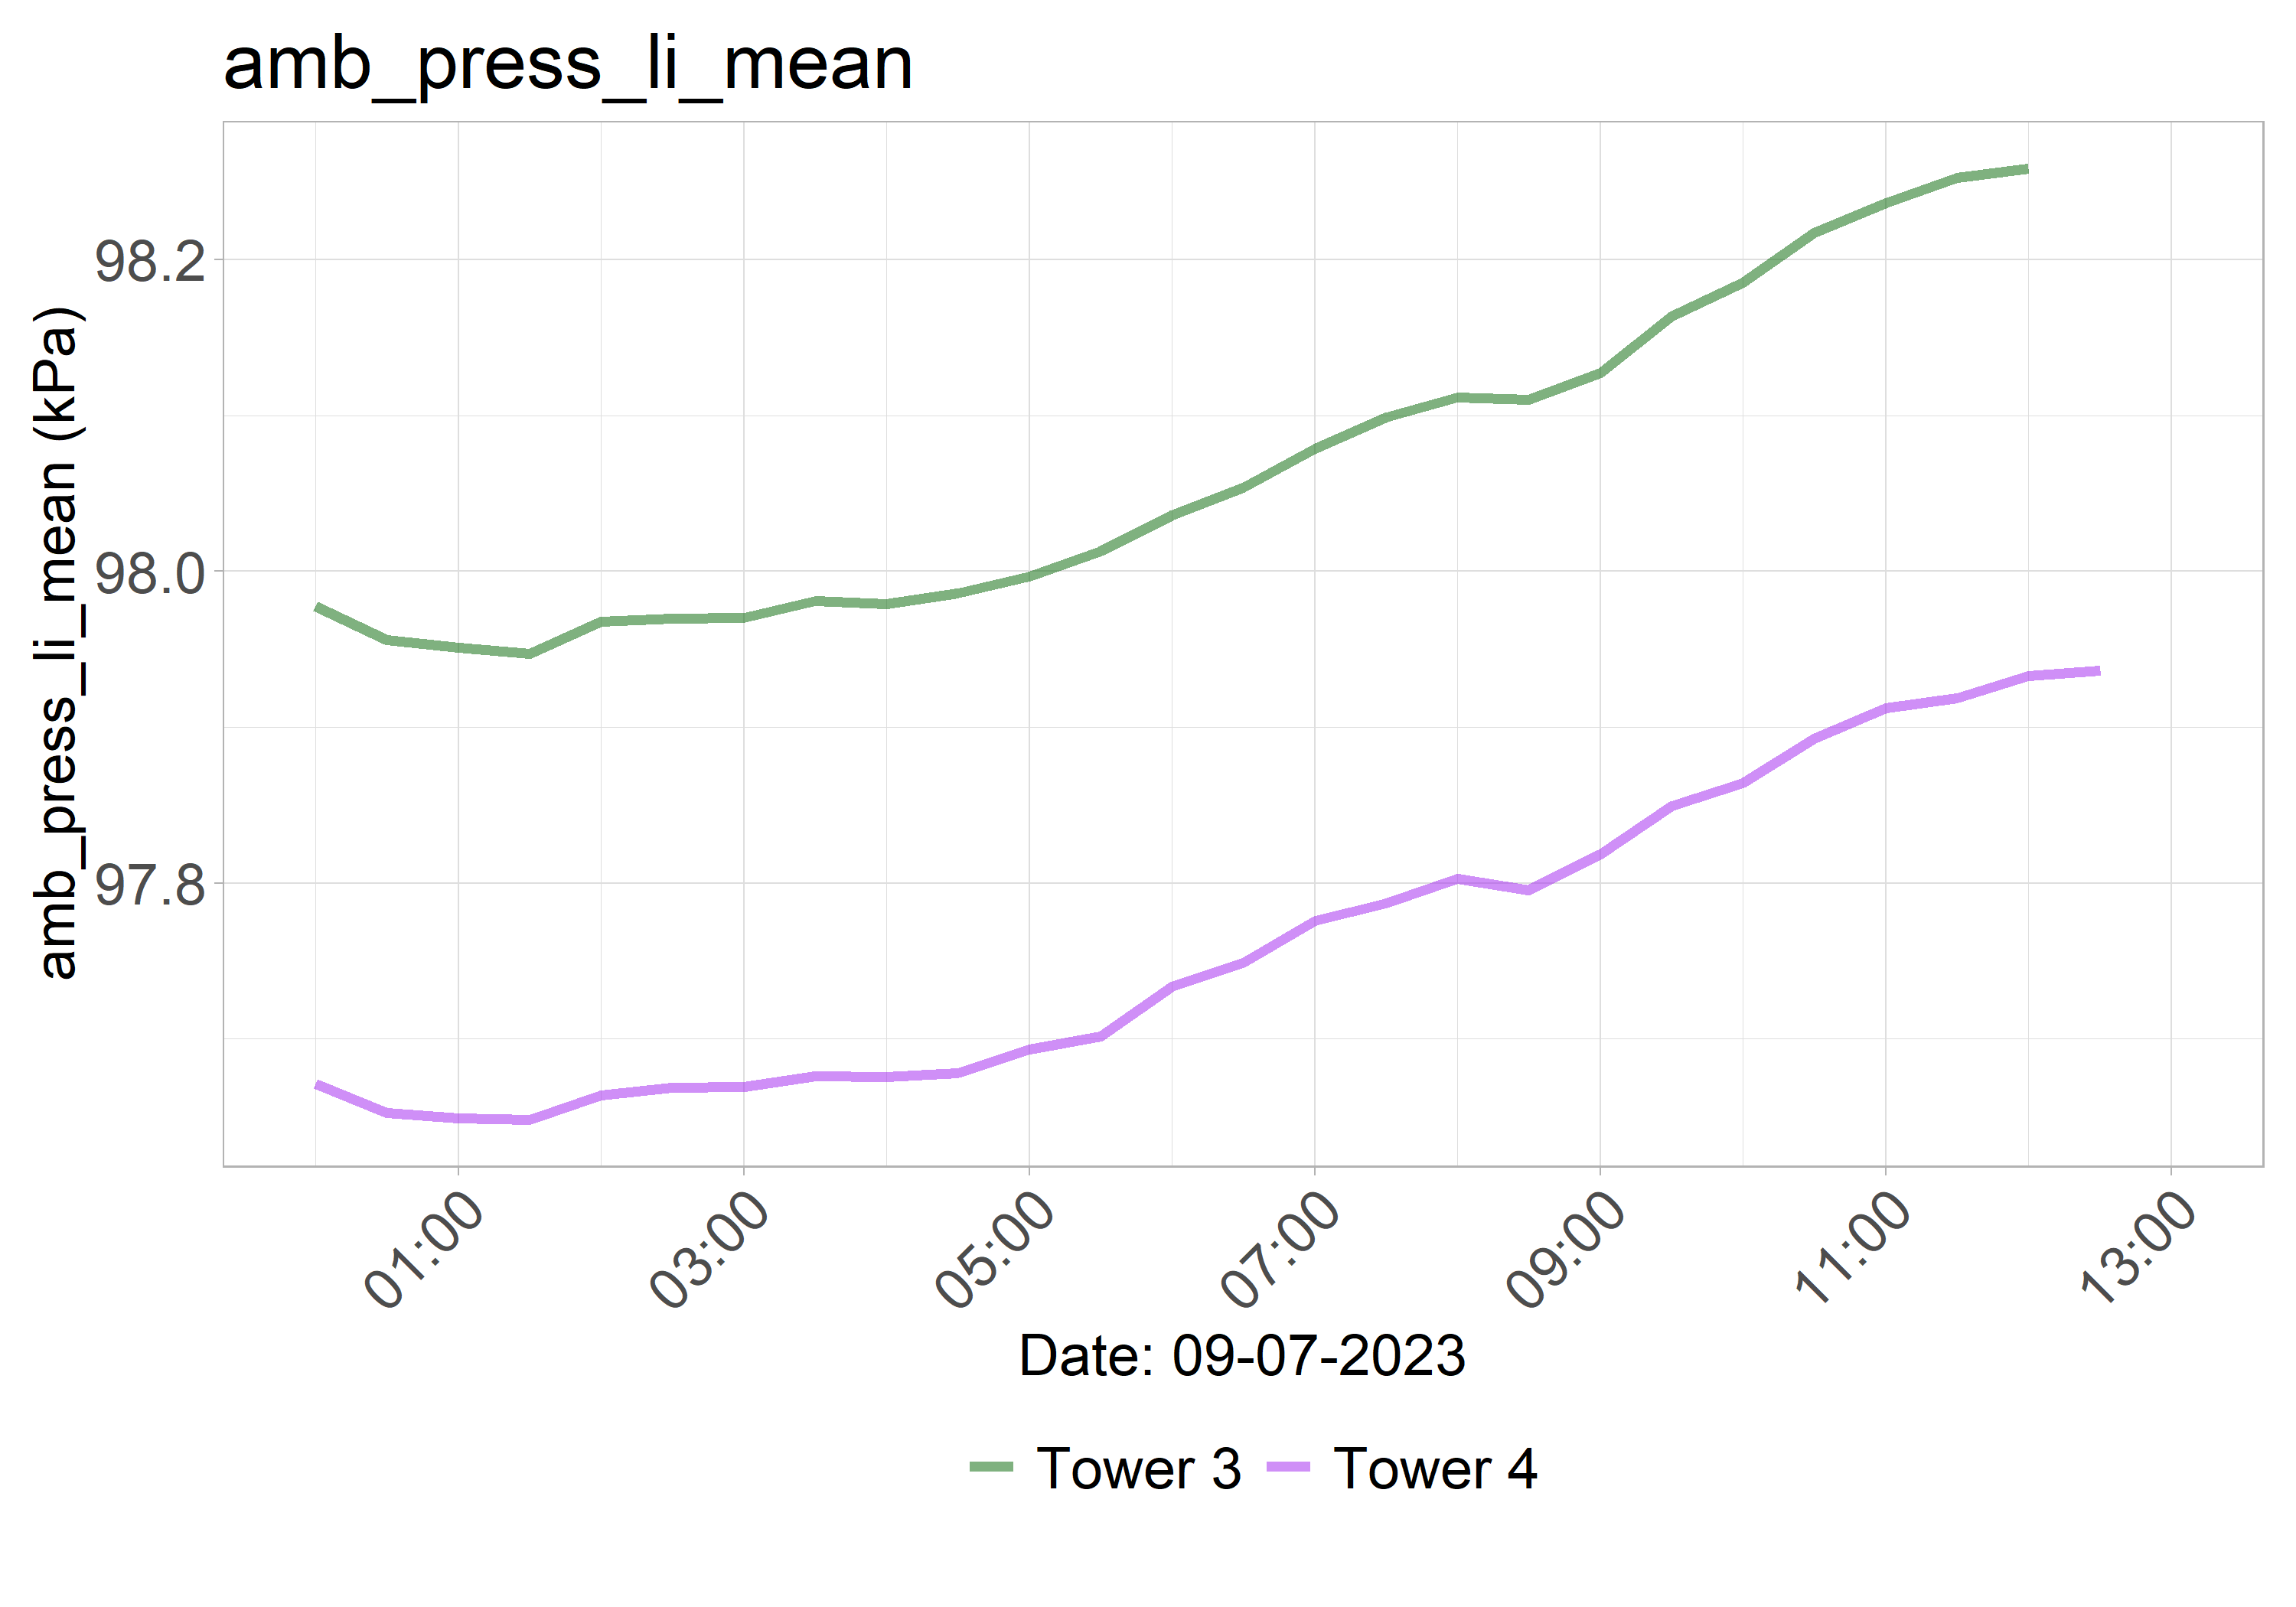 amb_press_li_mean
amb_press_li_mean (kPa)
98.2
98.0
97.8
01:00
03:00
05:00
07:00
09:00
11:00
13:00
Date: 09-07-2023
Tower 3
Tower 4